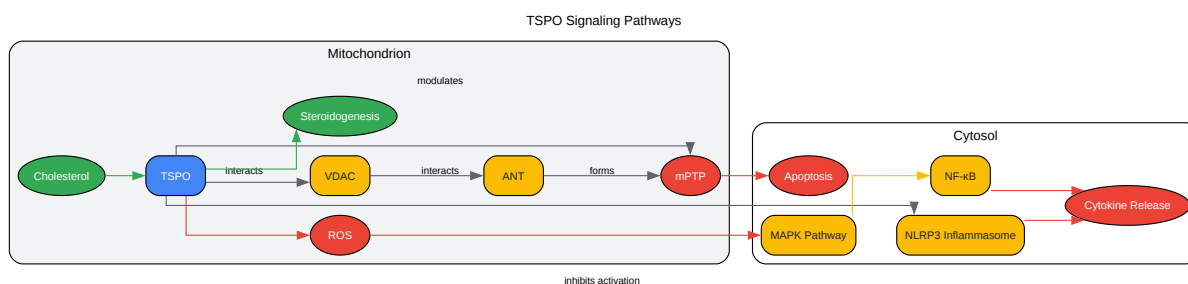 TSPO Signaling Pathways
Mitochondrion
modulates
Steroidogenesis
Cytosol
Cholesterol
TSPO
interacts
VDAC
interacts
ANT
forms
mPTP
Apoptosis
NF-κB
Cytokine Release
ROS
MAPK Pathway
NLRP3 Inflammasome
inhibits activation